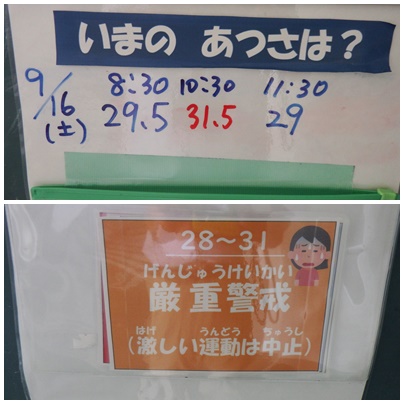 いまの あつさは？
9/16(土)
8:30 10:30 11:30
29.5 31.5 29
28～31
げんじゅうけいかい
厳重警戒
はげ うんどう ちゅうし
(激しい運動は中止)